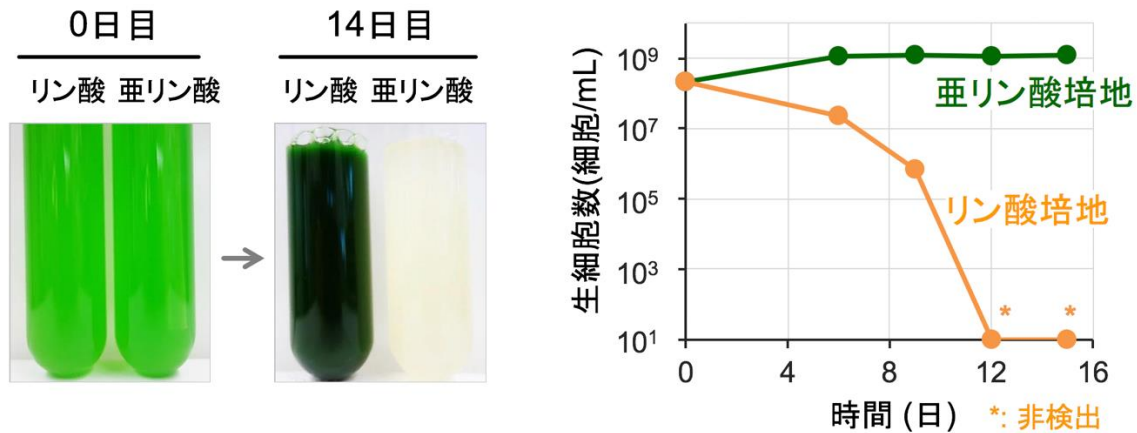 0日目
14日目
リン酸 亜リン酸
リン酸 亜リン酸
生細胞数(細胞/mL)
10⁹
10⁷
10⁵
10³
10¹
亜リン酸培地
リン酸培地
* *
0 4 8 12 16
時間 (日)
*: 非検出